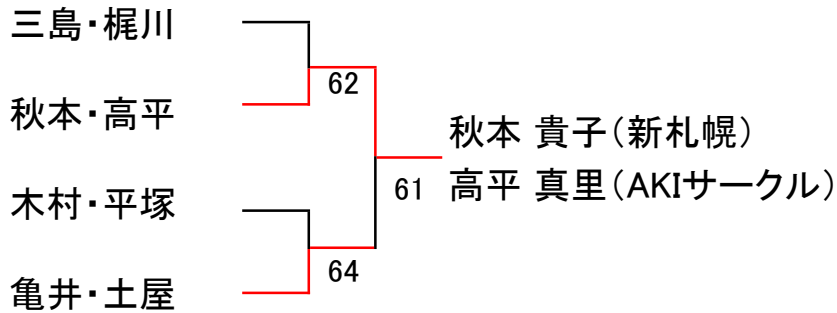 三島・梶川
62
秋本・高平
秋本 貴子(新札幌)
61
高平 真里(AKIサークル)
木村・平塚
64
亀井・土屋